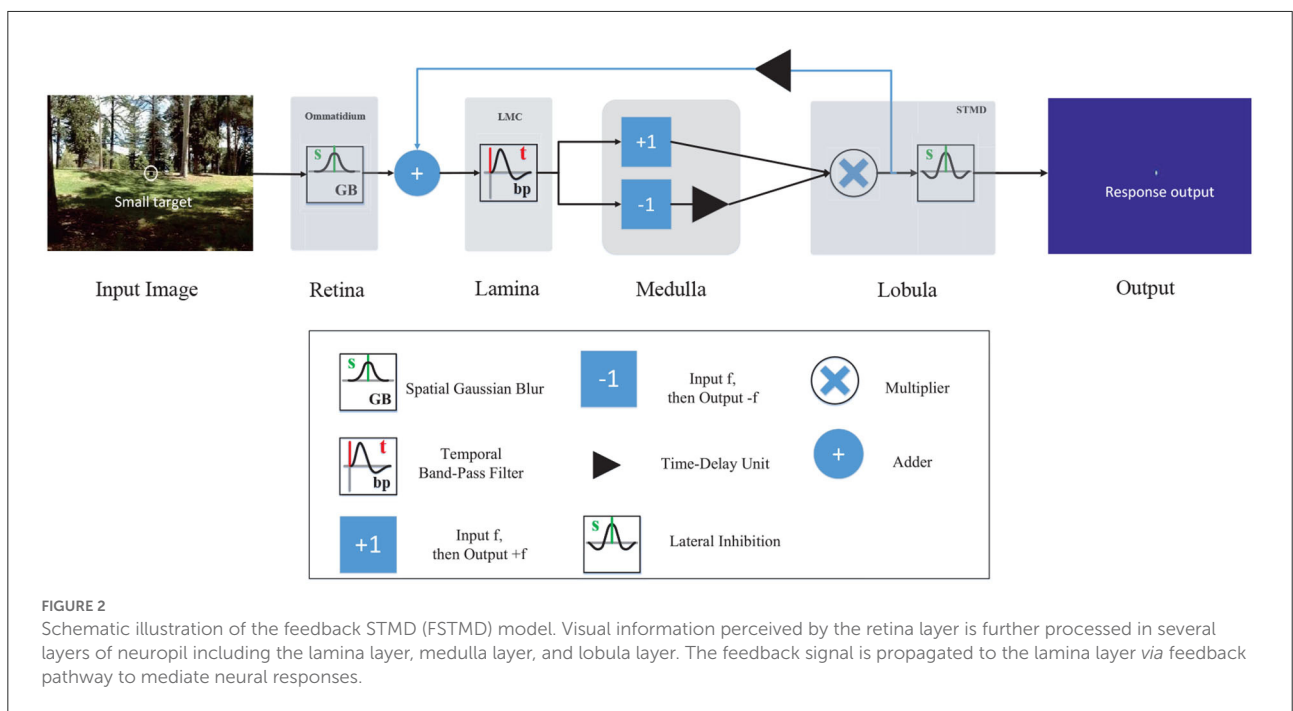 Ommatidium
LMC
STMD
s
GB
+
t
bp
+1
-1
s
Small target
Response output
Input Image
Retina
Lamina
Medulla
Lobula
Output
s
GB
Spatial Gaussian Blur
-1
Input f,
then Output -f
Multiplier
t
bp
Temporal
Band-Pass Filter
Time-Delay Unit
+
Adder
+1
Input f,
then Output +f
s
Lateral Inhibition
FIGURE 2
Schematic illustration of the feedback STMD (FSTMD) model. Visual information perceived by the retina layer is further processed in several
layers of neuropil including the lamina layer, medulla layer, and lobula layer. The feedback signal is propagated to the lamina layer via feedback
pathway to mediate neural responses.